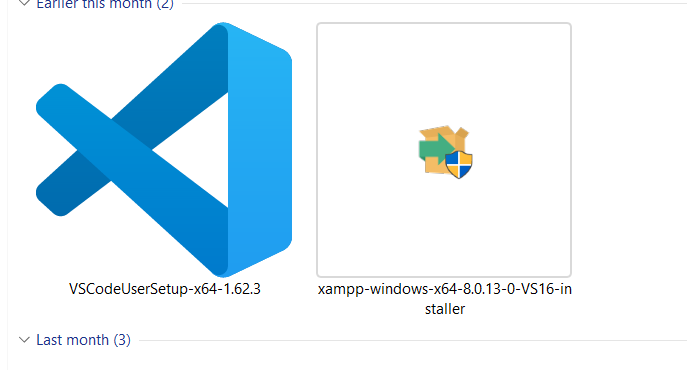 Earlier this month (2)
VSCodeUserSetup-x64-1.62.3
xampp-windows-x64-8.0.13-0-VS16-in
staller
Last month (3)